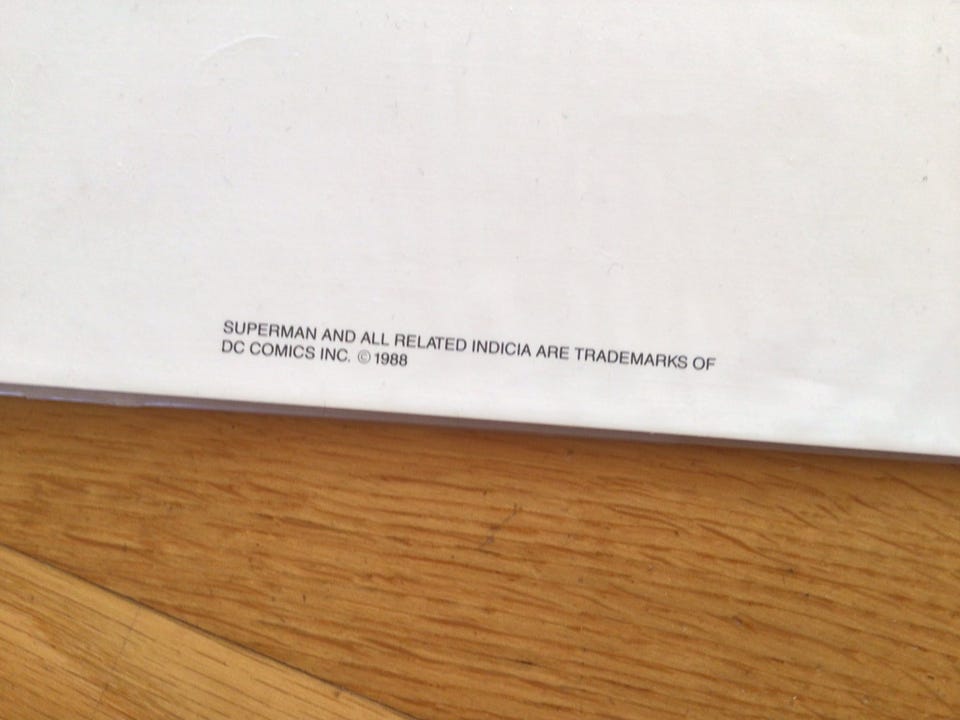 SUPERMAN AND ALL RELATED INDICIA ARE TRADEMARKS OF
DC COMICS INC. © 1988